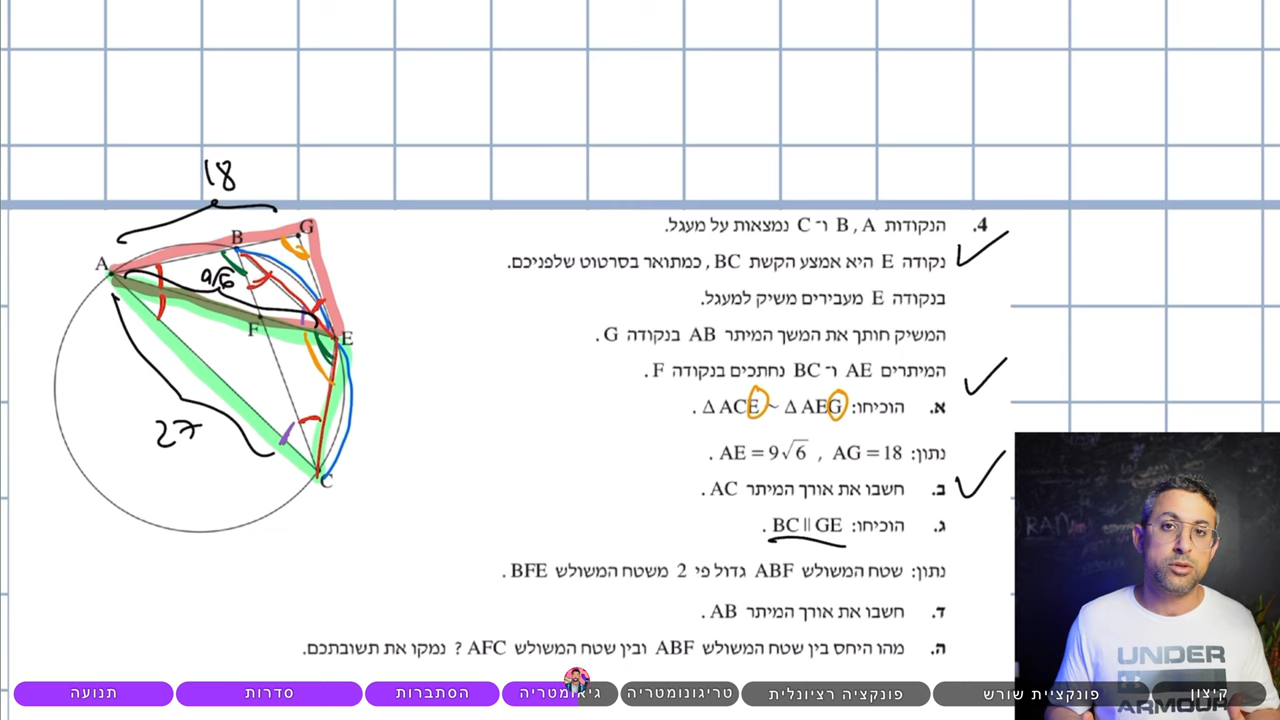 18
A
B
G
9√6
F
E
27
C
4. הנקודות B, A ו־ C נמצאות על מעגל.
נקודה E היא אמצע הקשת BC, כמתואר בסרטוט שלפניכם.
בנקודה E מעבירים משיק למעגל.
המשיק חותך את המשך המיתר AB בנקודה G.
המיתרים AE ו־ BC נחתכים בנקודה F.
א. הוכיחו: ΔACE ~ ΔAEG.
נתון: AE = 9√6 , AG = 18.
ב. חשבו את אורך המיתר AC.
ג. הוכיחו: BC || GE.
נתון: שטח המשולש ABF גדול פי 2 משטח המשולש BFE.
ד. חשבו את אורך המיתר AB.
ה. מהו היחס בין שטח המשולש ABF ובין שטח המשולש AFC? נמקו את תשובתכם.
UNDER
ARMOUR
תנועה
סדרות
הסתברות
גיאומטריה
טריגונומטריה
פונקציה רציונלית
פונקציית שורש
קיצון